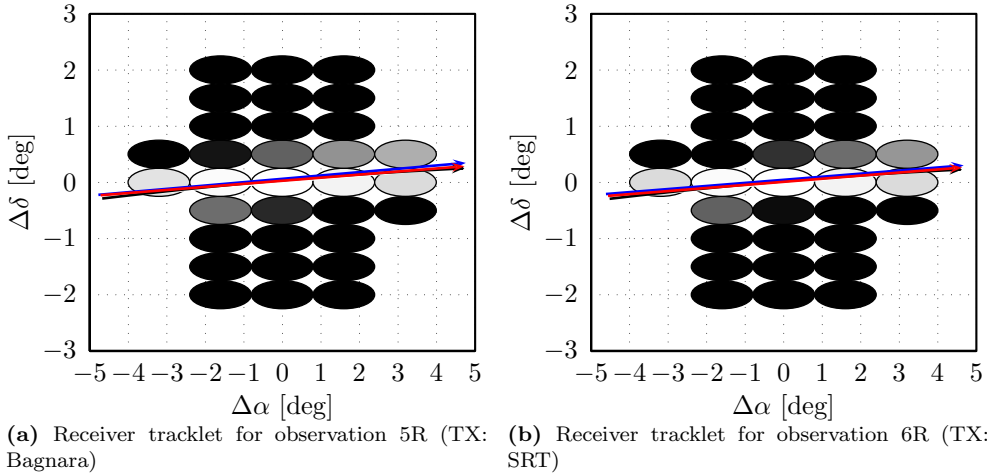 3
2
1
0
−1
−2
−3
Δδ [deg]
−5 −4 −3 −2 −1 0 1 2 3 4 5
Δα [deg]
(a) Receiver tracklet for observation 5R (TX:
Bagnara)
3
2
1
0
−1
−2
−3
Δδ [deg]
−5 −4 −3 −2 −1 0 1 2 3 4 5
Δα [deg]
(b) Receiver tracklet for observation 6R (TX:
SRT)